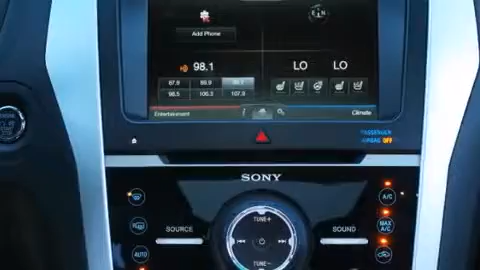 E N
Add Phone
98.1
LO LO
87.9 89.9 98.1
98.5 106.3 107.9
Entertainment
i
Climate
PASSENGER
AIRBAG OFF
SONY
A/C
TUNE+
SOURCE
SOUND
MAX
A/C
AUTO
TUNE-